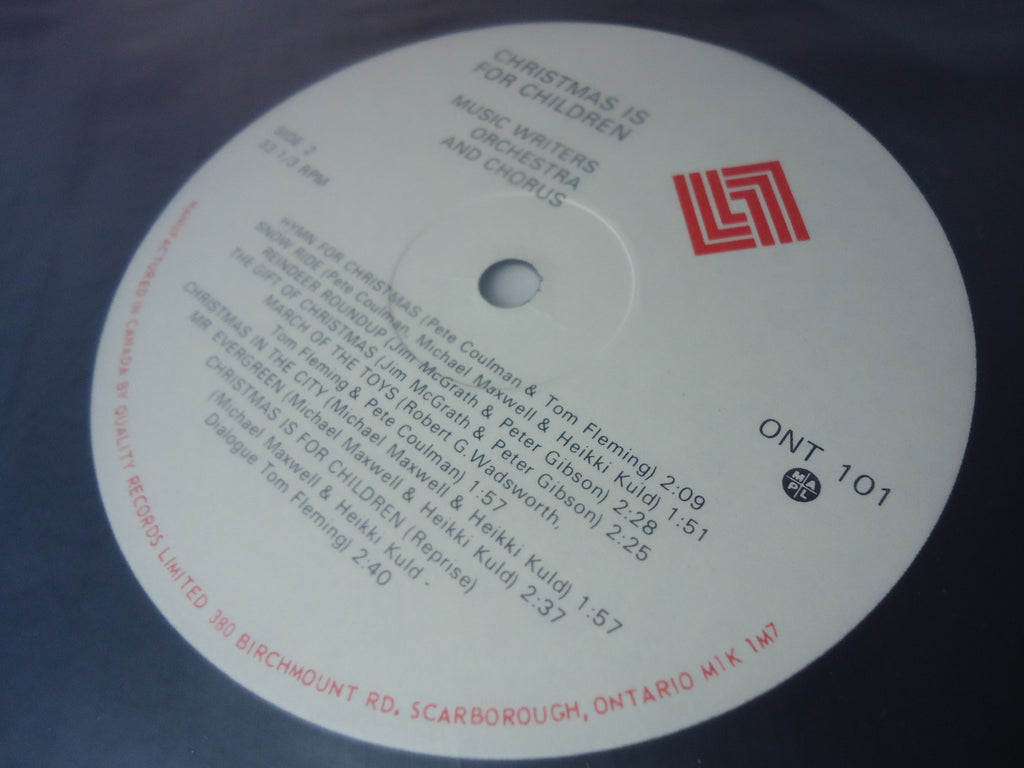 CHRISTMAS IS
FOR CHILDREN
MUSIC WRITERS
ORCHESTRA
AND CHORUS
SIDE 2
33 1/3 RPM
ONT 101
MAPL
HYMN FOR CHRISTMAS (Pete Coulman & Tom Fleming) 2:09
SNOW RIDE (Pete Coulman, Michael Maxwell & Heikki Kuld) 1:51
REINDEER ROUNDUP (Jim McGrath & Peter Gibson) 2:28
THE GIFT OF CHRISTMAS (Jim McGrath & Peter Gibson) 2:25
MARCH OF THE TOYS (Robert G. Wadsworth,
Tom Fleming & Pete Coulman) 1:57
CHRISTMAS IN THE CITY (Michael Maxwell & Heikki Kuld) 1:57
MR. EVERGREEN (Michael Maxwell & Heikki Kuld) 2:37
CHRISTMAS IS FOR CHILDREN (Reprise)
(Michael Maxwell & Heikki Kuld -
Dialogue Tom Fleming) 2:40
MANUFACTURED IN CANADA BY QUALITY RECORDS LIMITED 380 BIRCHMOUNT RD, SCARBOROUGH, ONTARIO M1K 1M7